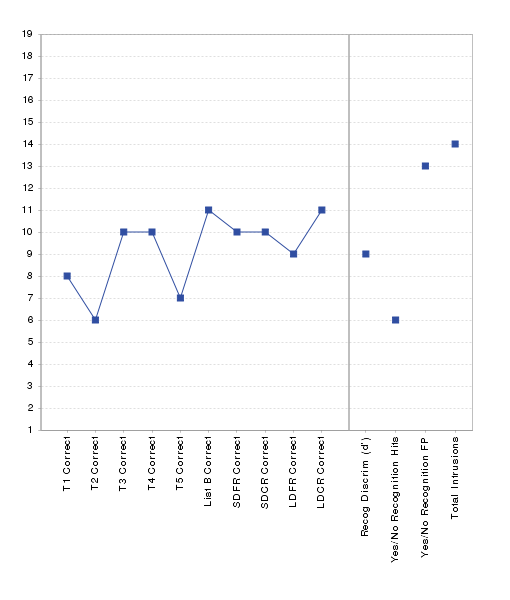 19
18
17
16
15
14
13
12
11
10
9
8
7
6
5
4
3
2
1
T1 Correct
T2 Correct
T3 Correct
T4 Correct
T5 Correct
List B Correct
SDFR Correct
SDCR Correct
LDFR Correct
LDCR Correct
Recog Discrim (d')
Yes/No Recognition Hits
Yes/No Recognition FP
Total Intrusions